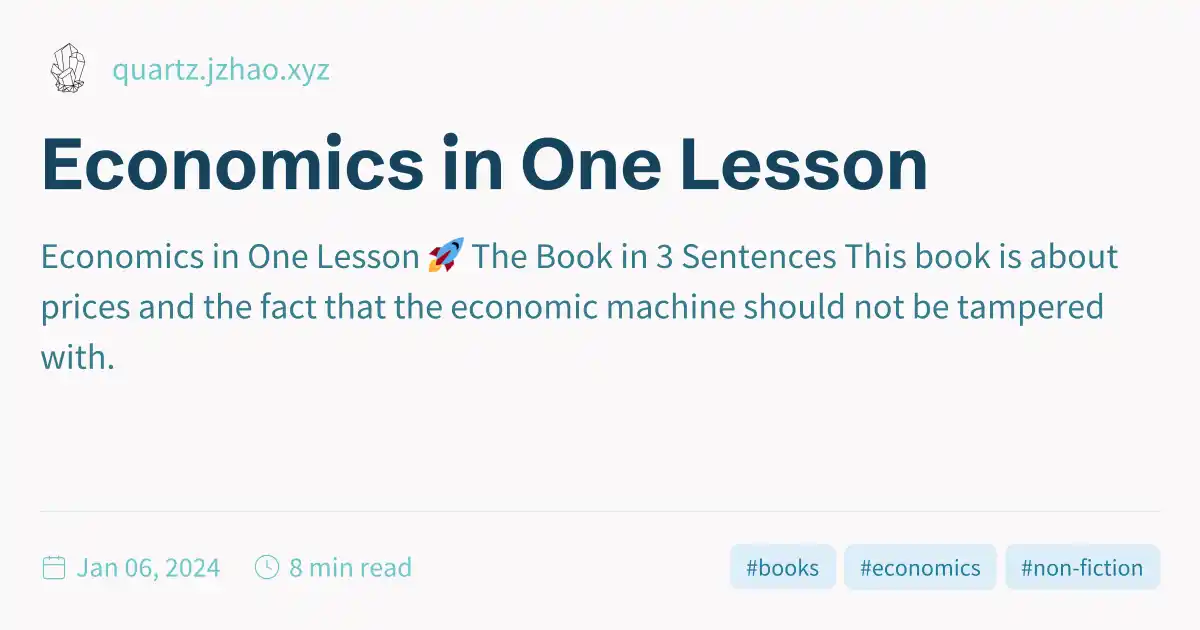 quartz.jzhao.xyz
Economics in One Lesson
Economics in One Lesson 🚀 The Book in 3 Sentences This book is about
prices and the fact that the economic machine should not be tampered
with.
Jan 06, 2024 8 min read #books #economics #non-fiction